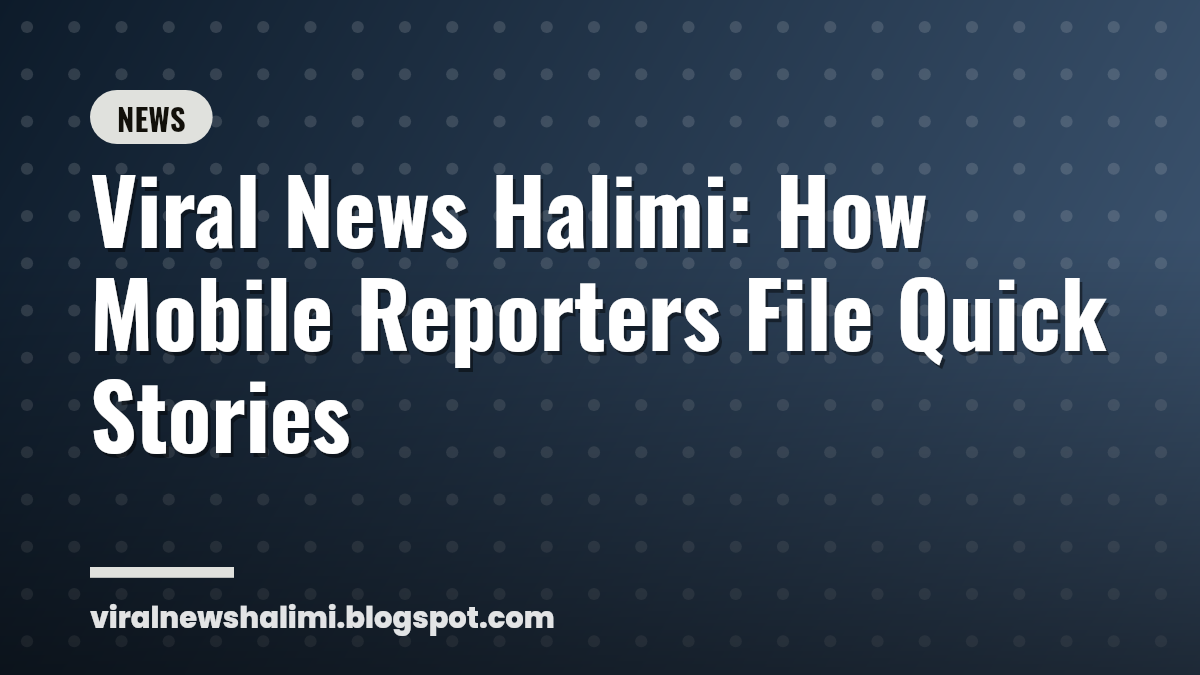 NEWS
Viral News Halimi: How
Mobile Reporters File Quick
Stories
viralnewshalimi.blogspot.com